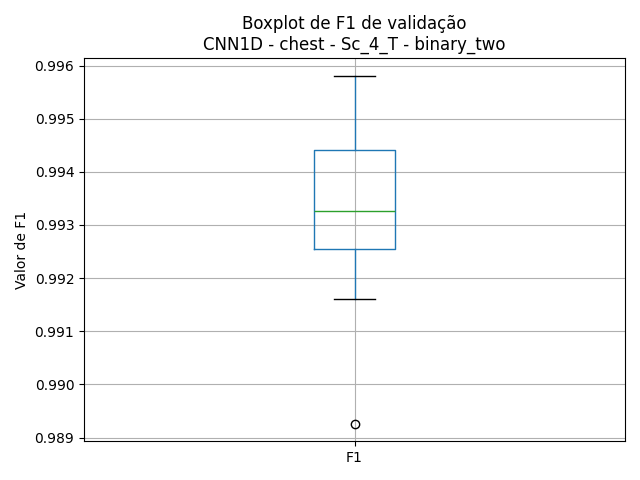 Boxplot de F1 de validação
CNN1D - chest - Sc_4_T - binary_two
0.996
0.995
0.994
0.993
0.992
0.991
0.990
0.989
Valor de F1
F1